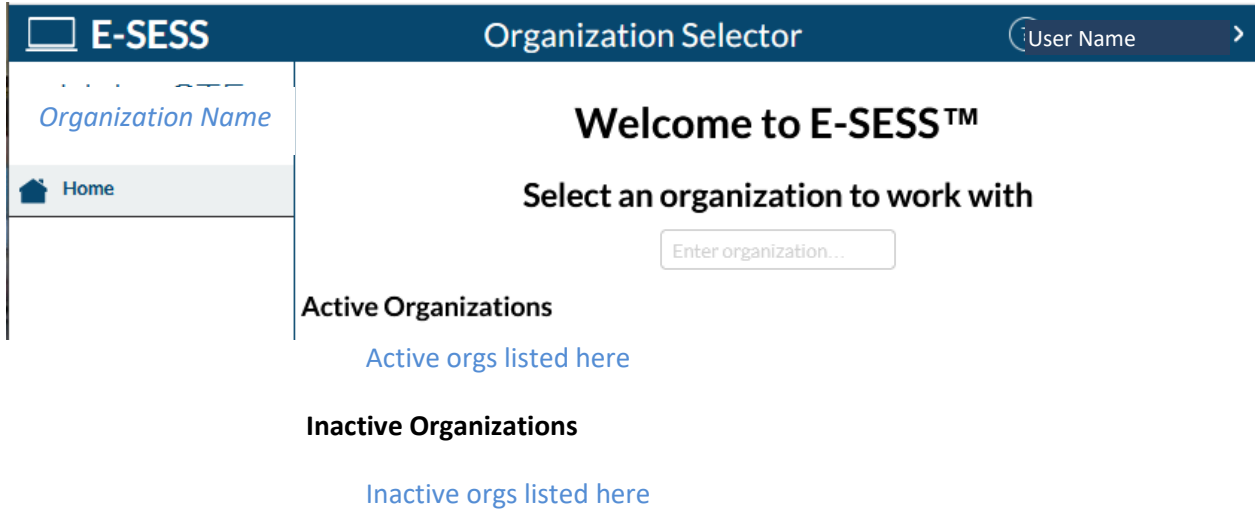 E-SESS
Organization Selector
User Name
Organization Name
Welcome to E-SESS™
Home
Select an organization to work with
Enter organization...
Active Organizations
Active orgs listed here
Inactive Organizations
Inactive orgs listed here